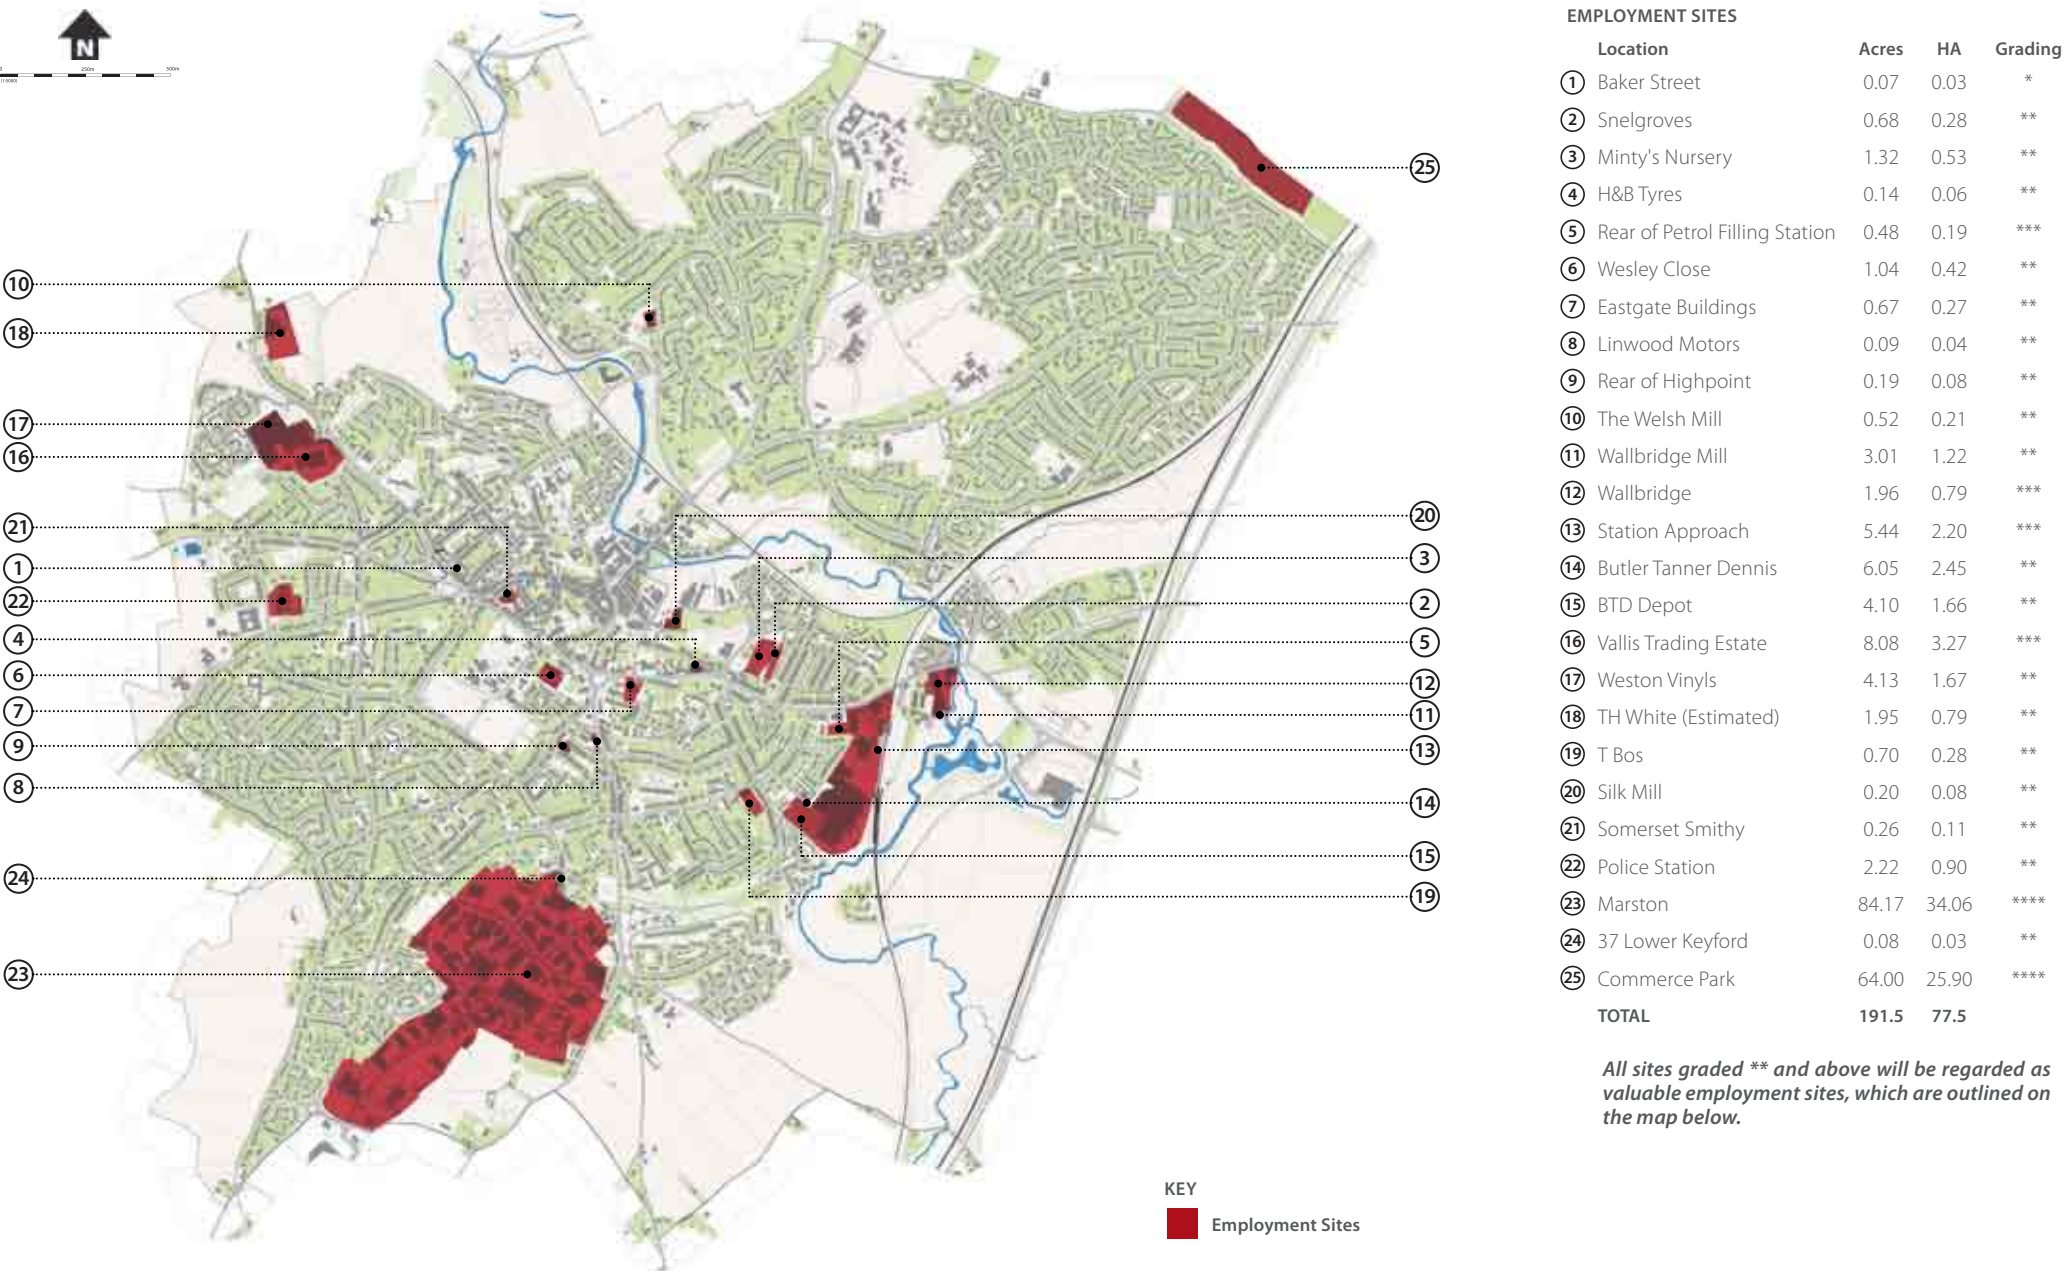 N
0 250m 500m
(1:5000)
10
18
17
16
21
1
22
4
6
7
9
8
24
23
25
20
3
2
5
12
11
13
14
15
19
KEY
Employment Sites
EMPLOYMENT SITES
Location Acres HA Grading
1 Baker Street 0.07 0.03 *
2 Snelgroves 0.68 0.28 **
3 Minty's Nursery 1.32 0.53 **
4 H&B Tyres 0.14 0.06 **
5 Rear of Petrol Filling Station 0.48 0.19 ***
6 Wesley Close 1.04 0.42 **
7 Eastgate Buildings 0.67 0.27 **
8 Linwood Motors 0.09 0.04 **
9 Rear of Highpoint 0.19 0.08 **
10 The Welsh Mill 0.52 0.21 **
11 Wallbridge Mill 3.01 1.22 **
12 Wallbridge 1.96 0.79 ***
13 Station Approach 5.44 2.20 ***
14 Butler Tanner Dennis 6.05 2.45 **
15 BTD Depot 4.10 1.66 **
16 Vallis Trading Estate 8.08 3.27 ***
17 Weston Vinyls 4.13 1.67 **
18 TH White (Estimated) 1.95 0.79 **
19 T Bos 0.70 0.28 **
20 Silk Mill 0.20 0.08 **
21 Somerset Smithy 0.26 0.11 **
22 Police Station 2.22 0.90 **
23 Marston 84.17 34.06 ****
24 37 Lower Keyford 0.08 0.03 **
25 Commerce Park 64.00 25.90 ****
TOTAL 191.5 77.5
All sites graded ** and above will be regarded as
valuable employment sites, which are outlined on
the map below.